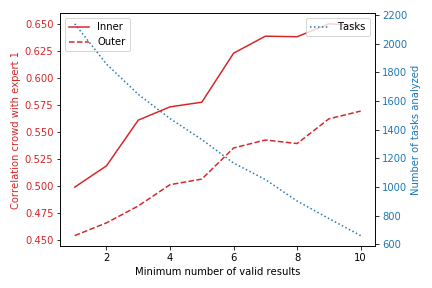 Inner
Outer
Tasks
0.650
0.625
0.600
0.575
0.550
0.525
0.500
0.475
0.450
Correlation crowd with expert 1
2200
2000
1800
1600
1400
1200
1000
800
600
Number of tasks analyzed
2 4 6 8 10
Minimum number of valid results